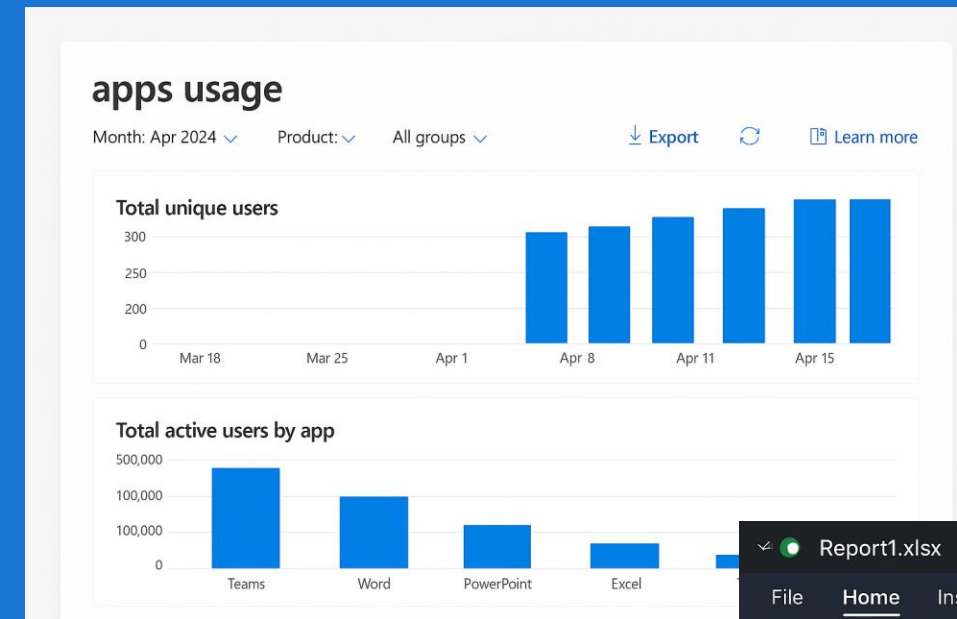 apps usage
Month: Apr 2024 Product: All groups Export Learn more
Total unique users
300
250
200
0
Mar 18 Mar 25 Apr 1 Apr 8 Apr 11 Apr 15
Total active users by app
500,000
100,000
100,000
0
Teams Word PowerPoint Excel
Report1.xlsx
File Home Ins